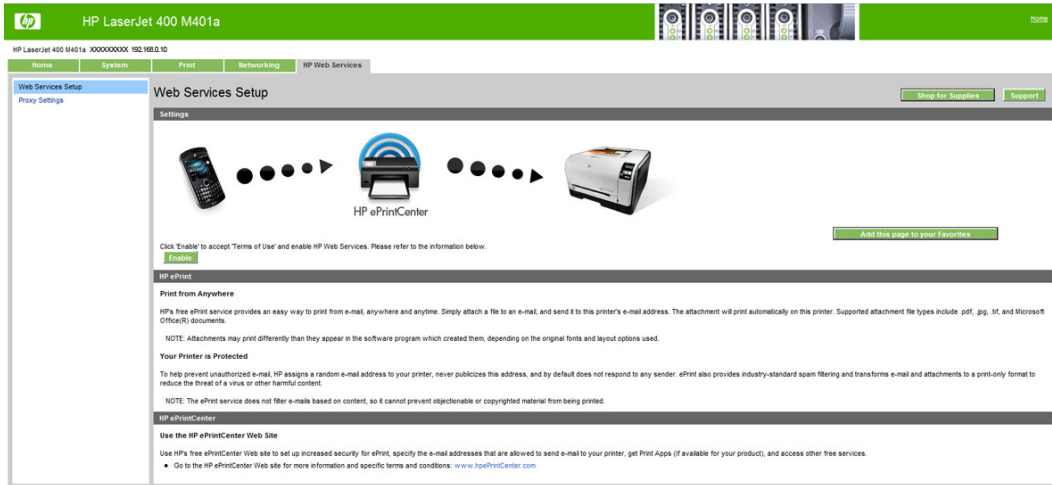 hp
HP LaserJet 400 M401a
Home
HP LaserJet 400 M401a XXXXXXXXX 192.168.0.10
Home System Print Networking HP Web Services
Web Services Setup
Proxy Settings
Web Services Setup
Shop for Supplies Support
Settings
HP ePrintCenter
Add this page to your Favorites
Click 'Enable' to accept 'Terms of Use' and enable HP Web Services. Please refer to the information below.
Enable
HP ePrint
Print from Anywhere
HP's free ePrint service provides an easy way to print from e-mail, anywhere and anytime. Simply attach a file to an e-mail, and send it to this printer's e-mail address. The attachment will print automatically on this printer. Supported attachment file types include .pdf, .jpg, .tif, and Microsoft
Office(R) documents.
NOTE: Attachments may print differently than they appear in the software program which created them, depending on the original fonts and layout options used.
Your Printer is Protected
To help prevent unauthorized e-mail, HP assigns a random e-mail address to your printer, never publicizes this address, and by default does not respond to any sender. ePrint also provides industry-standard spam filtering and transforms e-mail and attachments to a print-only format to
reduce the threat of a virus or other harmful content.
NOTE: The ePrint service does not filter e-mails based on content, so it cannot prevent objectionable or copyrighted material from being printed.
HP ePrintCenter
Use the HP ePrintCenter Web Site
Use HP's free ePrintCenter Web site to set up increased security for ePrint, specify the e-mail addresses that are allowed to send e-mail to your printer, get Print Apps (if available for your product), and access other free services.
• Go to the HP ePrintCenter Web site for more information and specific terms and conditions: www.hpePrintCenter.com